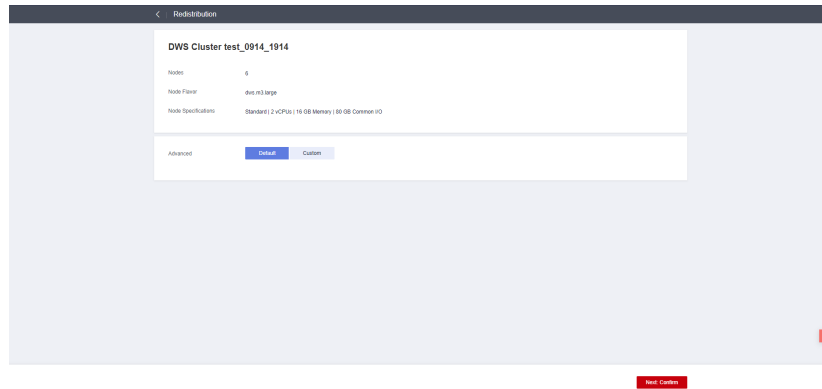 Redistribution
DWS Cluster test_0914_1914
Nodes 6
Node Flavor dws.m3.large
Node Specifications Standard | 2 vCPUs | 16 GB Memory | 80 GB Common I/O
Advanced Default Custom
Next: Confirm